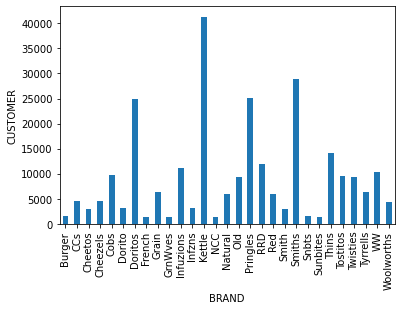 40000
35000
30000
25000
20000
15000
10000
5000
0
CUSTOMER
Burger
CCs
Cheetos
Cheezels
Cobs
Dorito
Doritos
French
Grain
GrnWves
Infuzions
Infzns
Kettle
NCC
Natural
Old
Pringles
RRD
Red
Smith
Smiths
Snbts
Sunbites
Thins
Tostitos
Twisties
Tyrrells
WW
Woolworths
BRAND